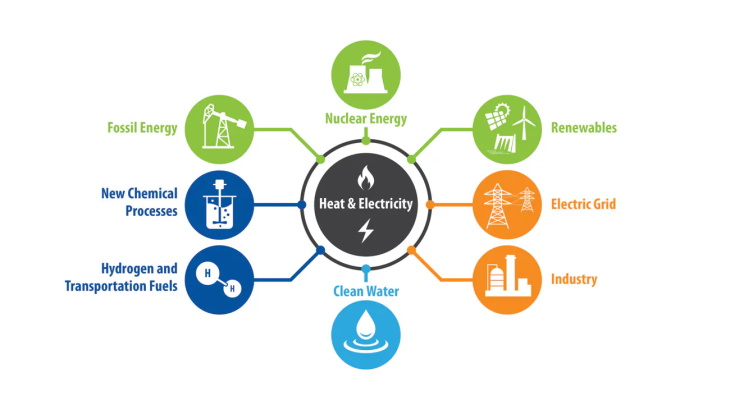 Nuclear Energy
Fossil Energy
Renewables
New Chemical
Processes
Heat & Electricity
Electric Grid
Hydrogen and
Transportation Fuels
H
H
Industry
Clean Water